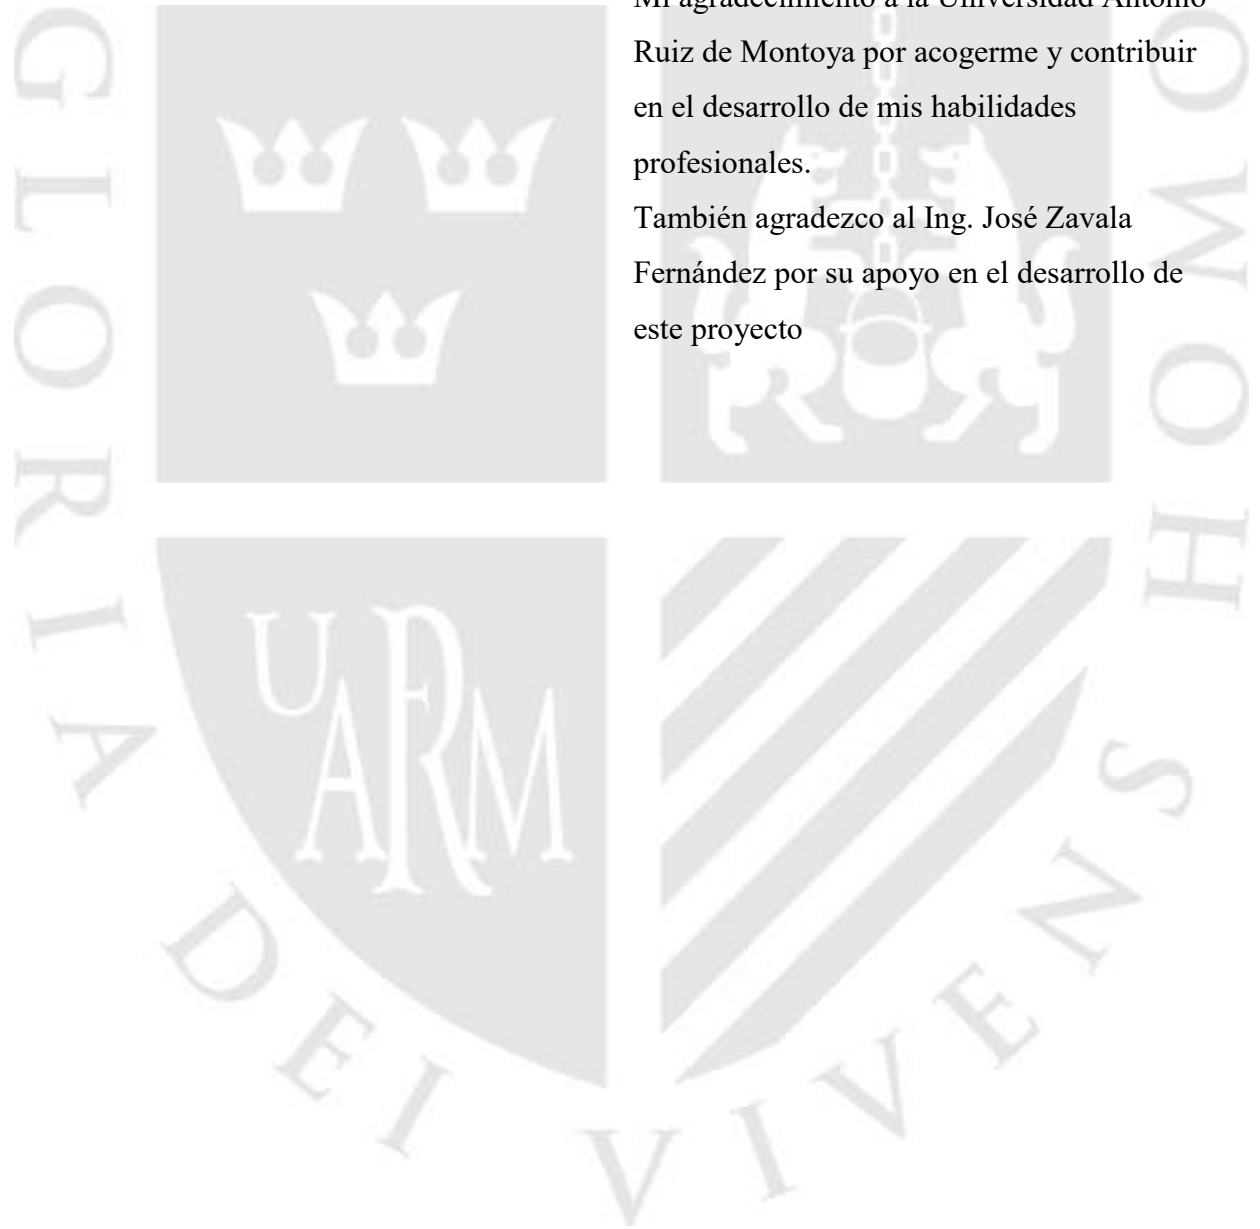 Mi agradecimiento a la Universidad Antonio
Ruiz de Montoya por acogerme y contribuir
en el desarrollo de mis habilidades
profesionales.
También agradezco al Ing. José Zavala
Fernández por su apoyo en el desarrollo de
este proyecto
GLORIA DEI VIVENS HOMO
UARM